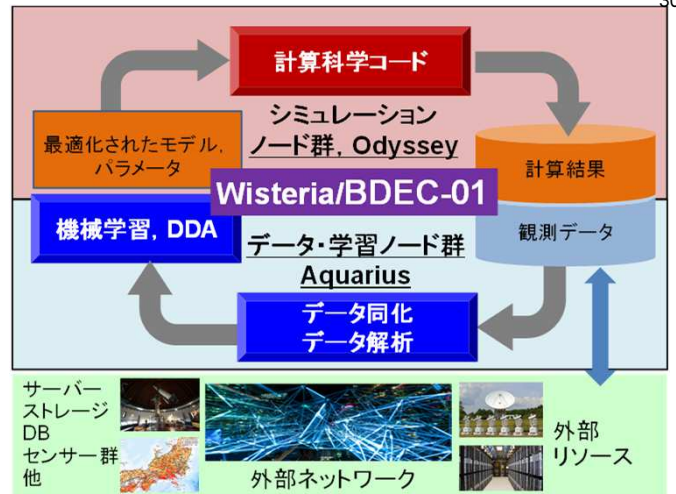 計算科学コード
シミュレーション
ノード群, Odyssey
最適化されたモデル,
パラメータ
計算結果
Wisteria/BDEC-01
機械学習, DDA
観測データ
データ・学習ノード群
Aquarius
データ同化
データ解析
サーバー
ストレージ
DB
センサー群
他
外部ネットワーク
外部
リソース